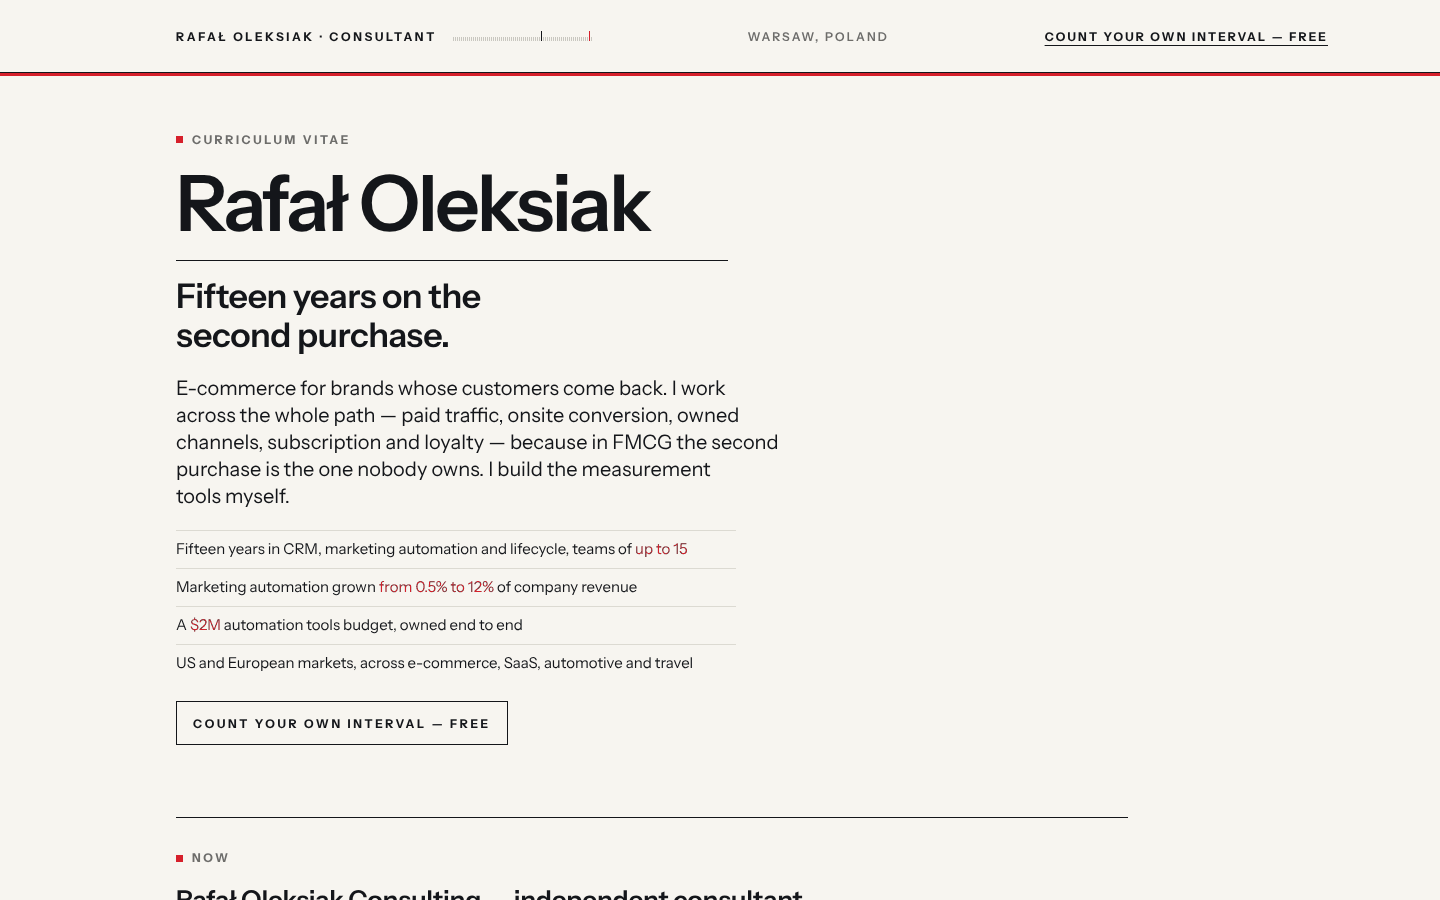 RAFAŁ OLEKSIAK · CONSULTANT
WARSAW, POLAND
COUNT YOUR OWN INTERVAL — FREE
CURRICULUM VITAE
Rafał Oleksiak
Fifteen years on the
second purchase.
E-commerce for brands whose customers come back. I work
across the whole path — paid traffic, onsite conversion, owned
channels, subscription and loyalty — because in FMCG the second
purchase is the one nobody owns. I build the measurement
tools myself.
Fifteen years in CRM, marketing automation and lifecycle, teams of up to 15
Marketing automation grown from 0.5% to 12% of company revenue
A $2M automation tools budget, owned end to end
US and European markets, across e-commerce, SaaS, automotive and travel
COUNT YOUR OWN INTERVAL — FREE
NOW
Rafał Oleksiak Consulting — independent consultant